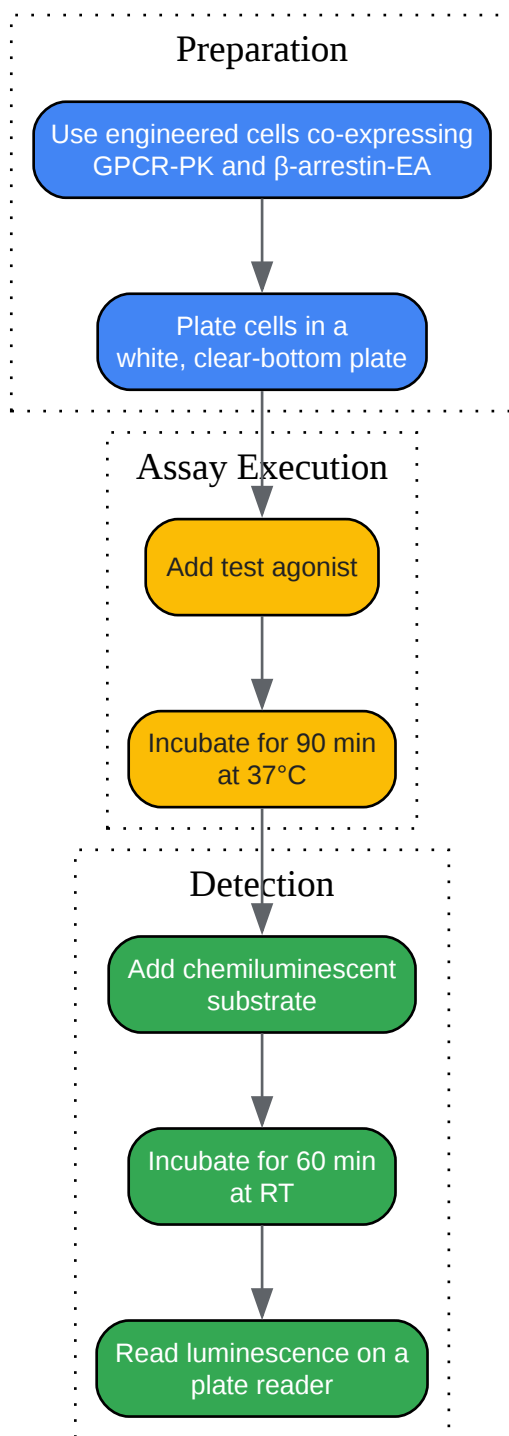 Preparation
Use engineered cells co-expressing
GPCR-PK and β-arrestin-EA
Plate cells in a
white, clear-bottom plate
Assay Execution
Add test agonist
Incubate for 90 min
at 37°C
Detection
Add chemiluminescent
substrate
Incubate for 60 min
at RT
Read luminescence on a
plate reader